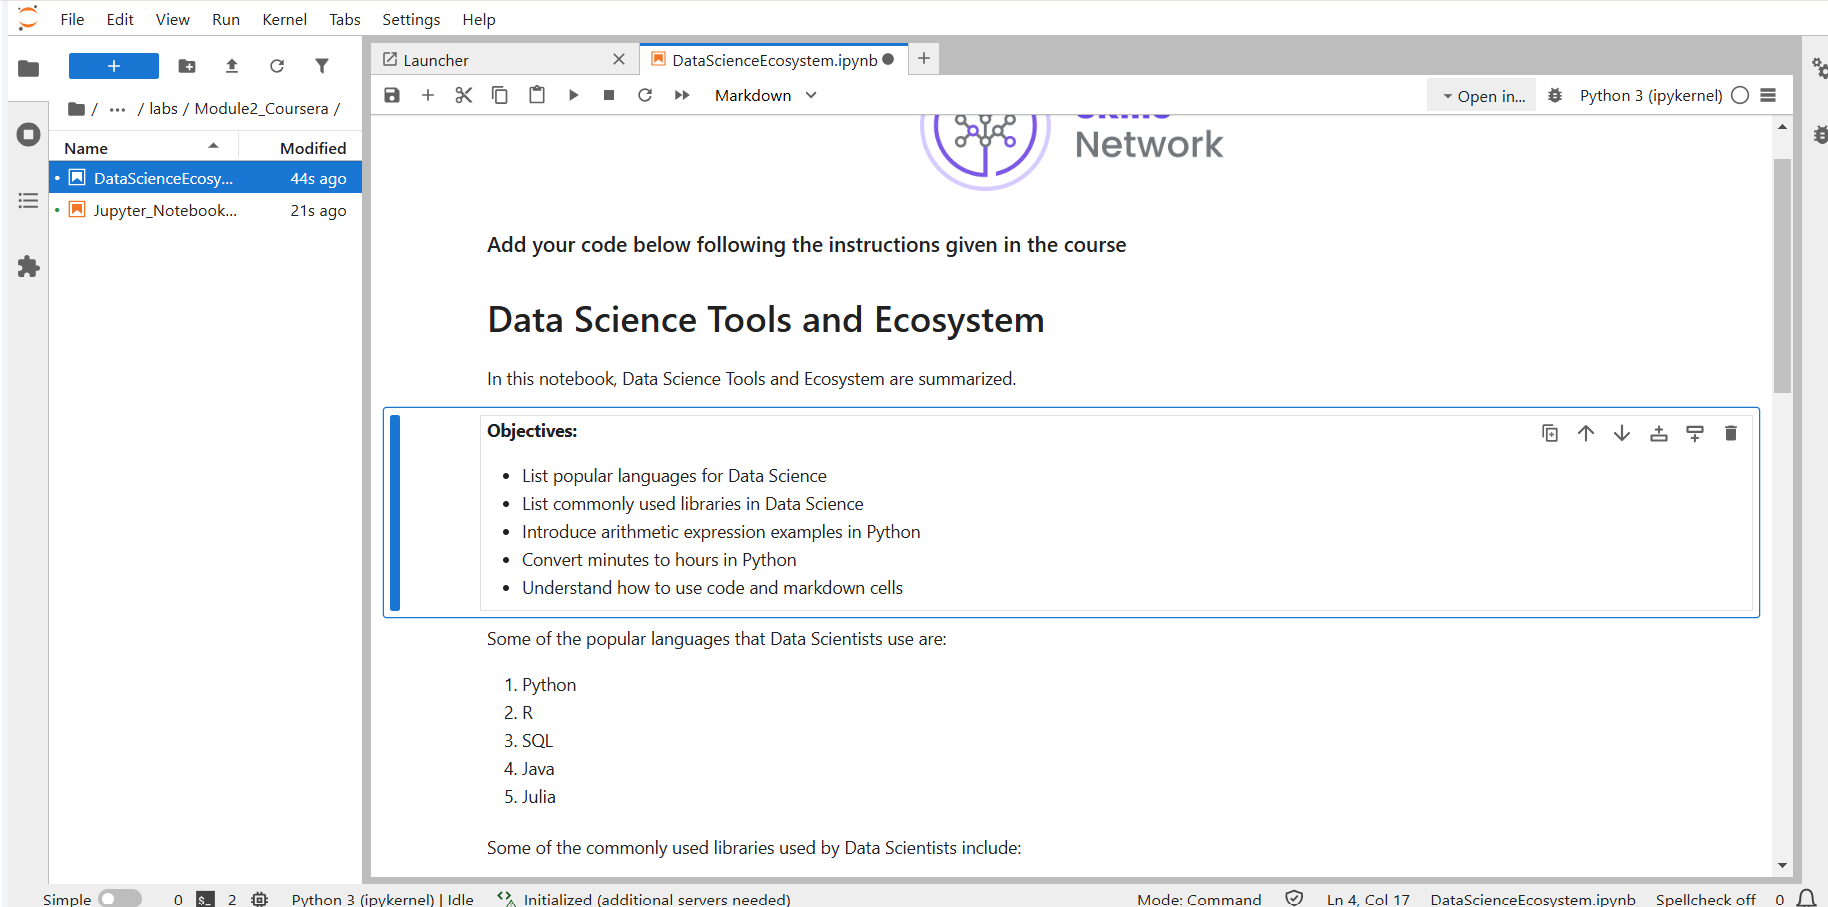 File Edit View Run Kernel Tabs Settings Help
+
/ ··· / labs / Module2_Coursera /
Name Modified
DataScienceEcosy... 44s ago
Jupyter_Notebook... 21s ago
Launcher
DataScienceEcosystem.ipynb
Markdown
Open in...
Python 3 (ipykernel)
Network
Add your code below following the instructions given in the course
Data Science Tools and Ecosystem
In this notebook, Data Science Tools and Ecosystem are summarized.
Objectives:
• List popular languages for Data Science
• List commonly used libraries in Data Science
• Introduce arithmetic expression examples in Python
• Convert minutes to hours in Python
• Understand how to use code and markdown cells
Some of the popular languages that Data Scientists use are:
1. Python
2. R
3. SQL
4. Java
5. Julia
Some of the commonly used libraries used by Data Scientists include:
Simple 0 2 Python 3 (ipykernel) | Idle Initialized (additional servers needed) Mode: Command Ln 4, Col 17 DataScienceEcosystem.ipynb Spellcheck off 0